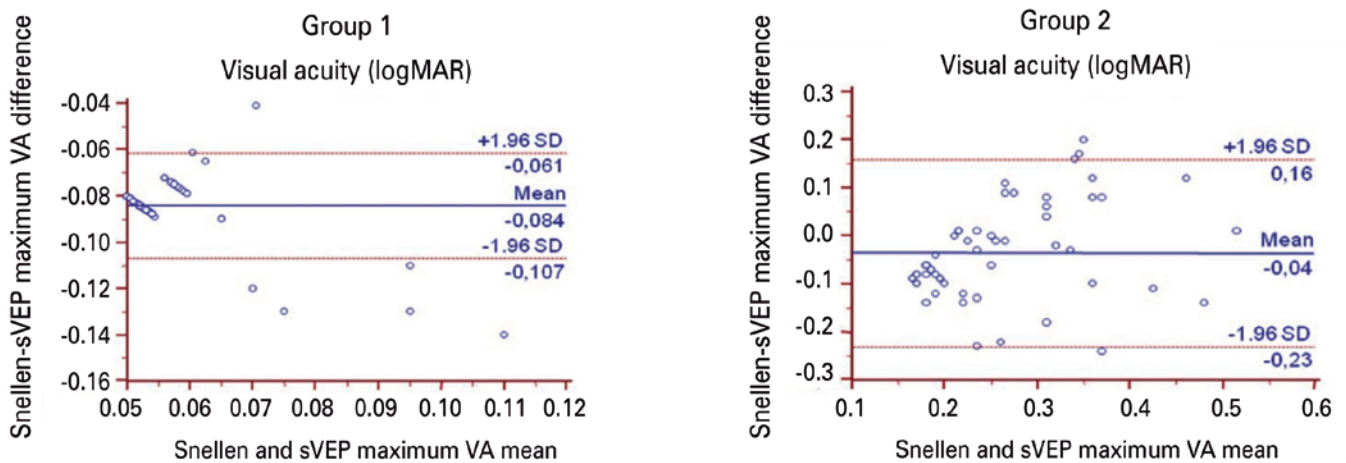 Group 1
Visual acuity (logMAR)
Snellen-sVEP maximum VA difference
-0.04
-0.06
-0.08
-0.10
-0.12
-0.14
-0.16
+1.96 SD
-0,061
Mean
-0,084
-1.96 SD
-0,107
0.05 0.06 0.07 0.08 0.09 0.10 0.11 0.12
Snellen and sVEP maximum VA mean
Group 2
Visual acuity (logMAR)
Snellen-sVEP maximum VA difference
0.3
0.2
0.1
0.0
-0.1
-0.2
-0.3
+1.96 SD
0,16
Mean
-0,04
-1.96 SD
-0,23
0.1 0.2 0.3 0.4 0.5 0.6
Snellen and sVEP maximum VA mean